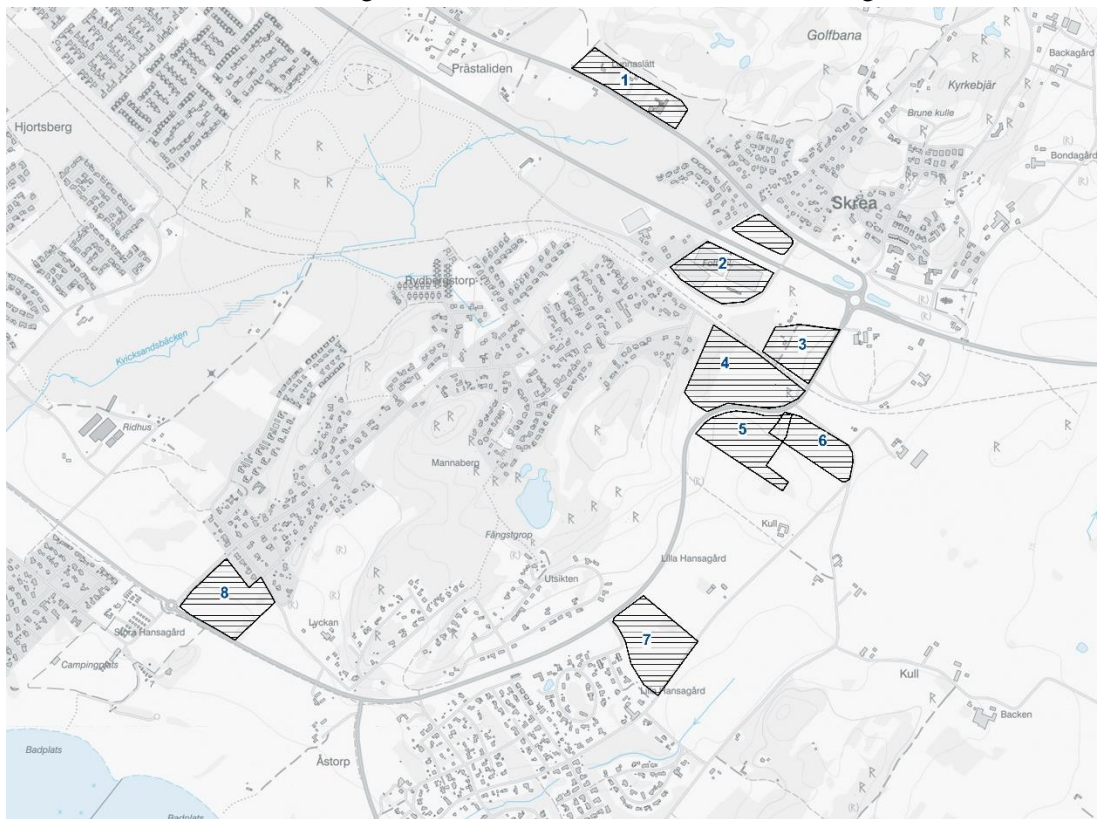 Golfbana
Backagård
Lunnsslätt
Prästaliden
1
Kyrkebjär
Hjortsberg
Brune kulle
Bondagård
(R)
Skrea
2
Rydbergstorp
(R)
Kvicksandsbäcken
3
4
Ridhus
5
6
Mannaberg
(R)
Kull
Fångstgrop
(R)
Lilla Hansagård
Utsikten
8
(R)
Lyckan
Stora Hansagård
7
Campingplats
Lilla Hansagård
Kull
Backen
Badplats
Åstorp
(R)
Badplats